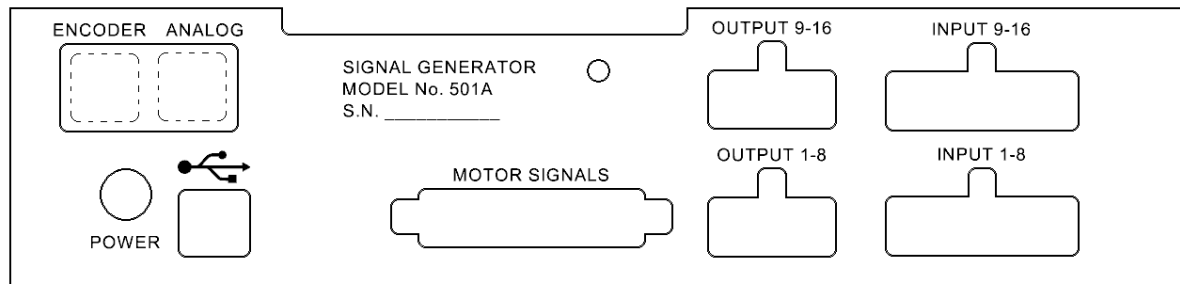 ENCODER ANALOG
OUTPUT 9-16
INPUT 9-16
SIGNAL GENERATOR
MODEL No. 501A
S.N. ___________
OUTPUT 1-8
INPUT 1-8
MOTOR SIGNALS
POWER